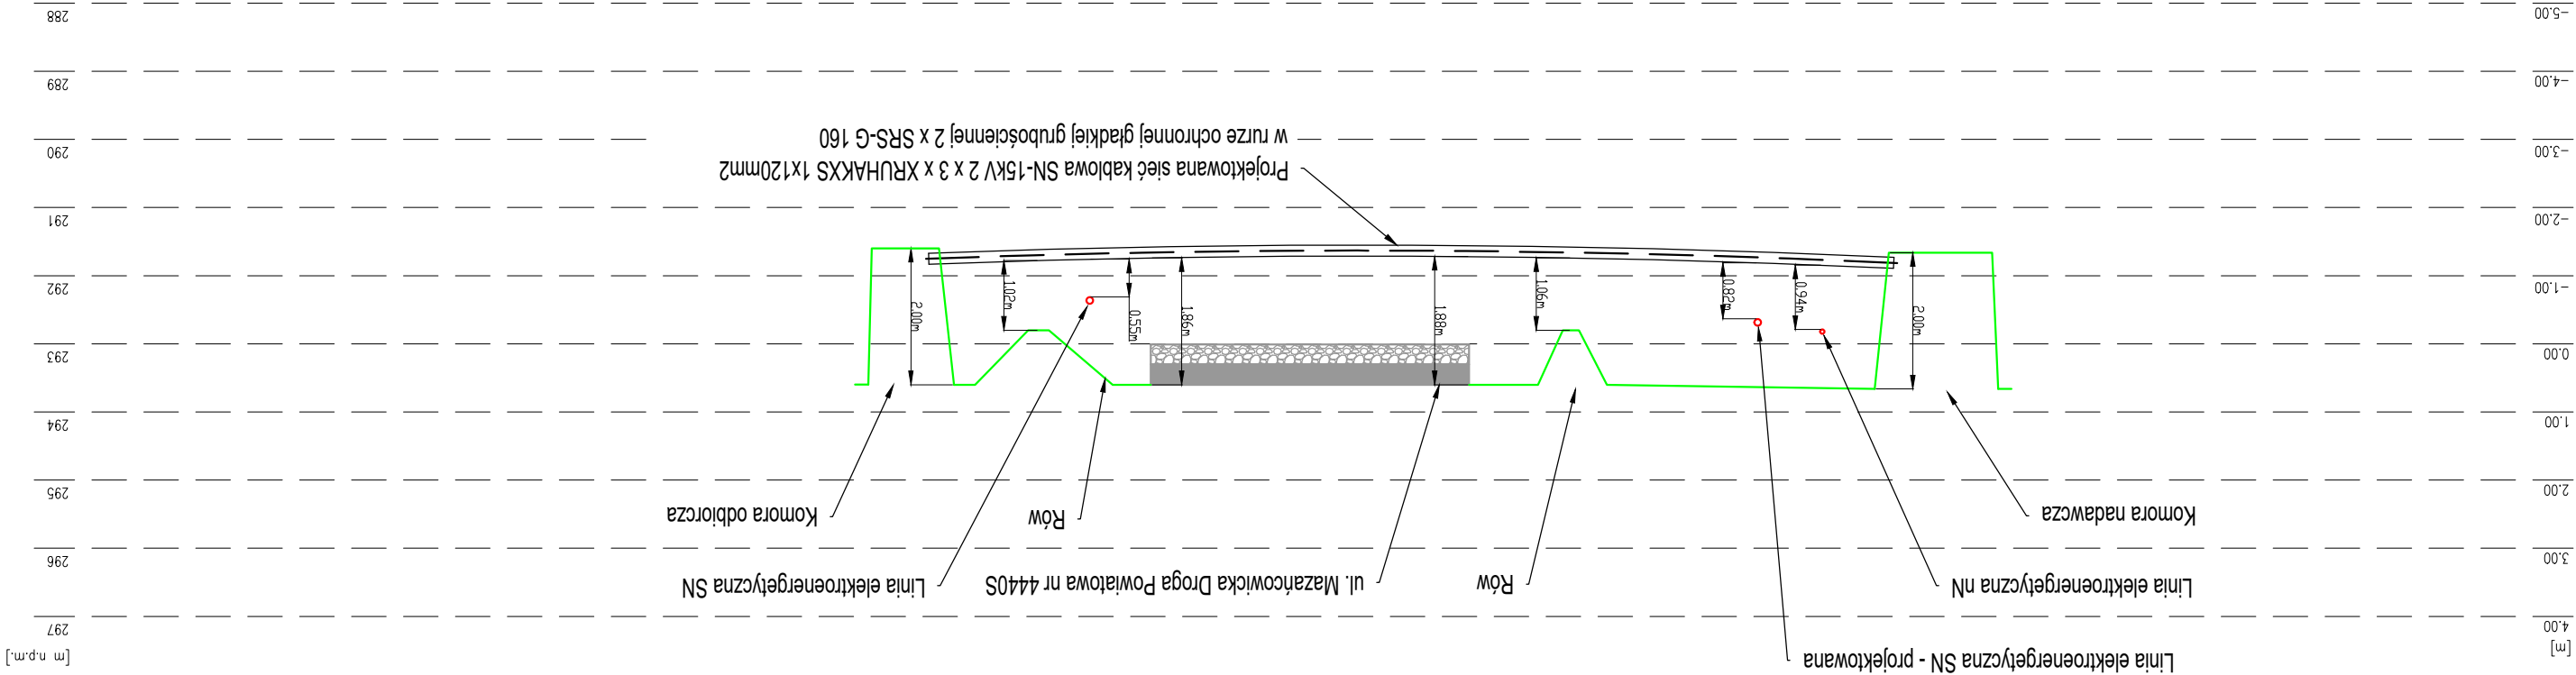 [m]
Linia elektroenergetyczna SN - projektowana
[m n.p.m.]
4.00
297
Linia elektroenergetyczna nN
Rów
ul. Mazańcowicka Droga Powiatowa nr 4440S
Linia elektroenergetyczna SN
3.00
296
Komora nadawcza
Rów
Komora odbiorcza
2.00
295
1.00
294
0.00
293
2.00m
0.94m
0.82m
1.06m
1.88m
1.86m
0.55m
1.02m
2.00m
-1.00
292
-2.00
291
Projektowana sieć kablowa SN-15kV 2 x 3 x XRUHAKXS 1x120mm2
w rurze ochronnej gładkiej grubościennej 2 x SRS-G 160
-3.00
290
-4.00
289
-5.00
288